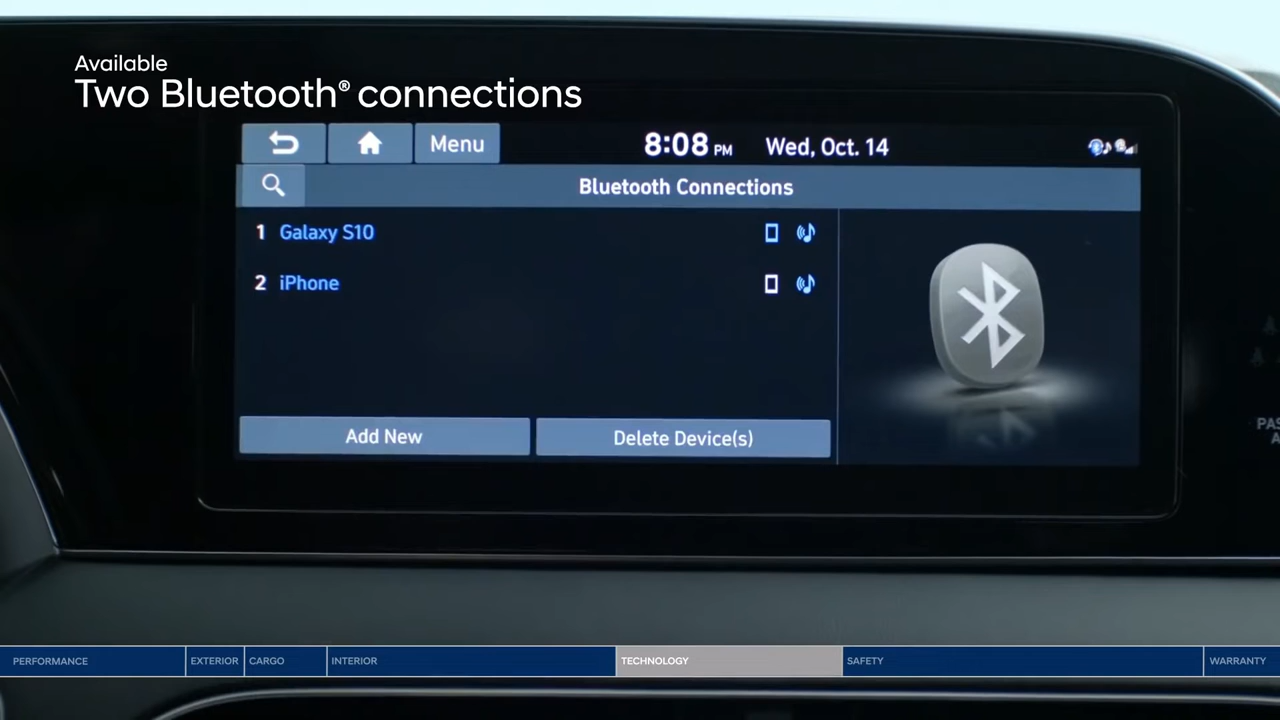 Available
Two Bluetooth® connections
Menu
8:08 PM
Wed, Oct. 14
Bluetooth Connections
1 Galaxy S10
2 iPhone
Add New
Delete Device(s)
PERFORMANCE
EXTERIOR
CARGO
INTERIOR
TECHNOLOGY
SAFETY
WARRANTY